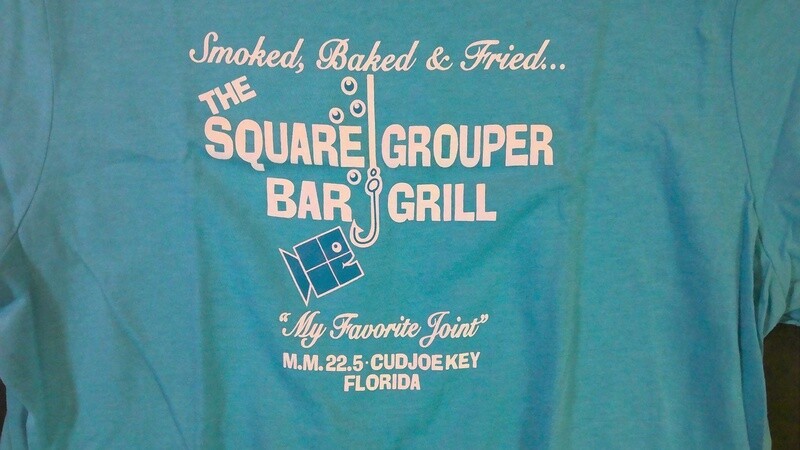 Smoked, Baked & Fried...
THE
SQUARE GROUPER
BAR GRILL
"My Favorite Joint"
M.M. 22.5 · CUDJOE KEY
FLORIDA